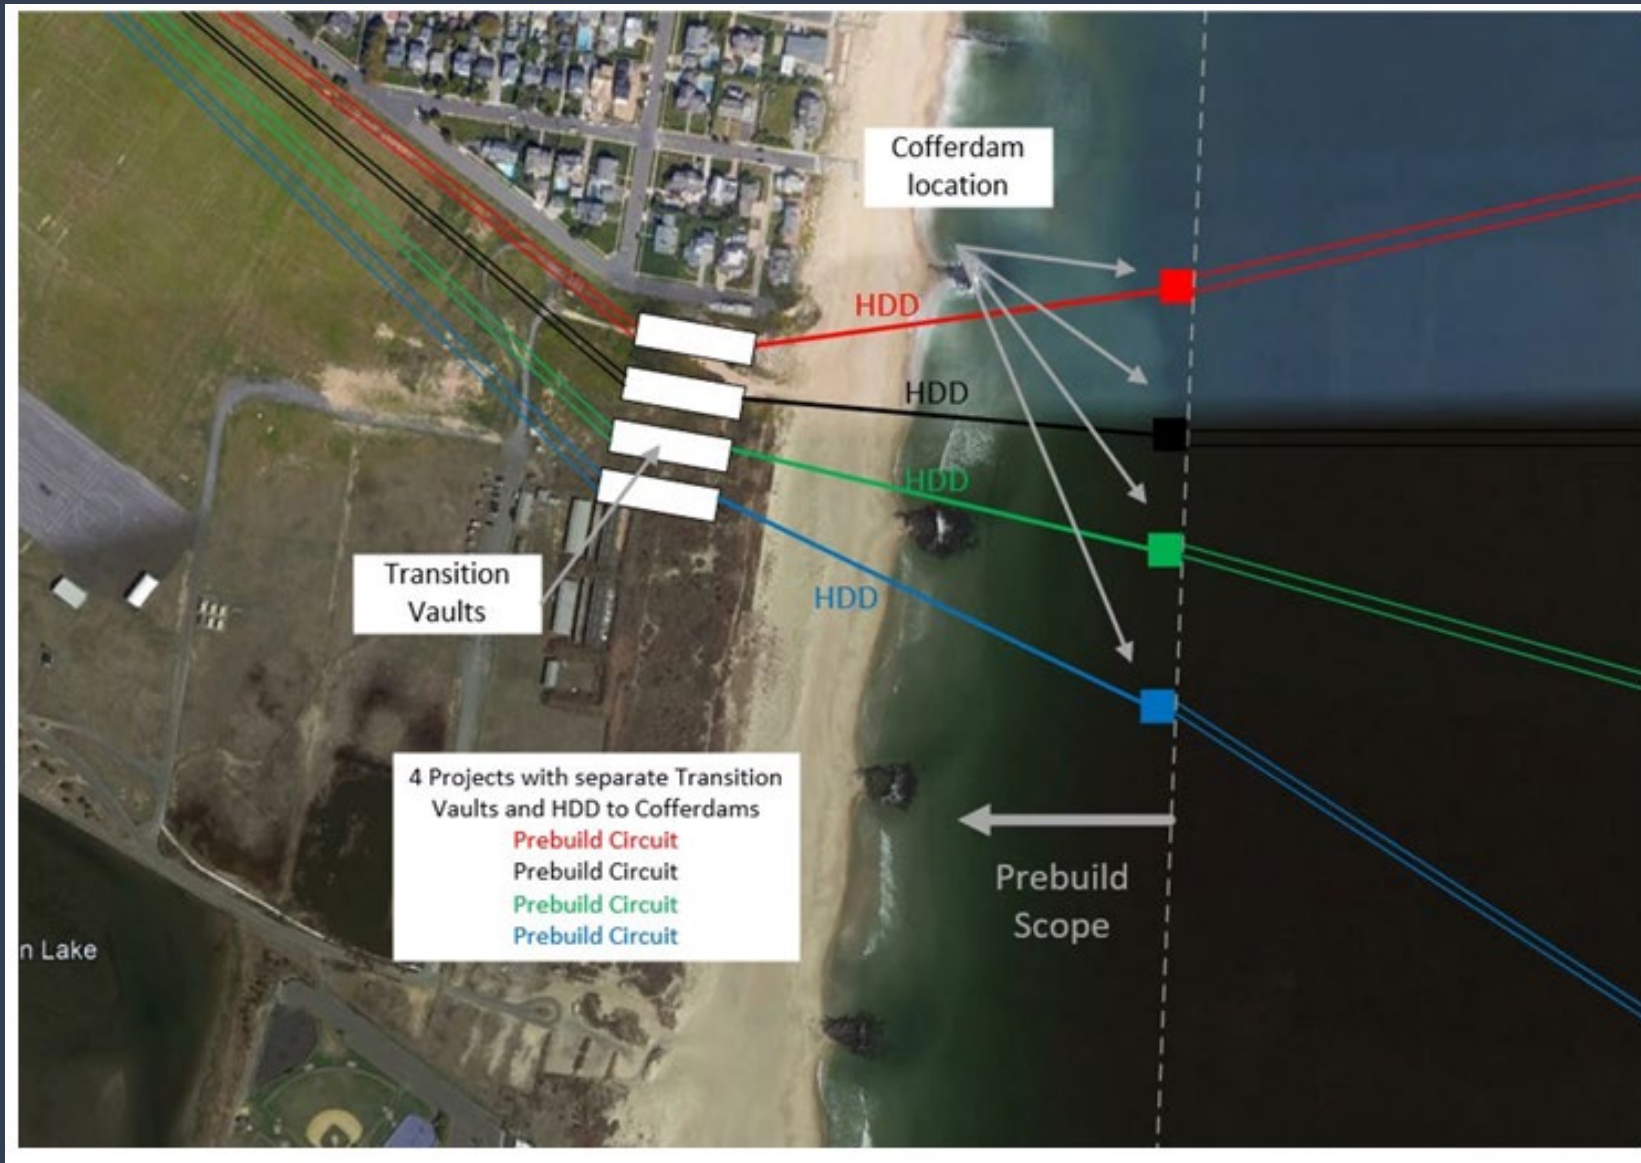 Cofferdam
location
HDD
HDD
HDD
HDD
Transition
Vaults
4 Projects with separate Transition
Vaults and HDD to Cofferdams
Prebuild Circuit
Prebuild Circuit
Prebuild Circuit
Prebuild Circuit
Prebuild
Scope
n Lake